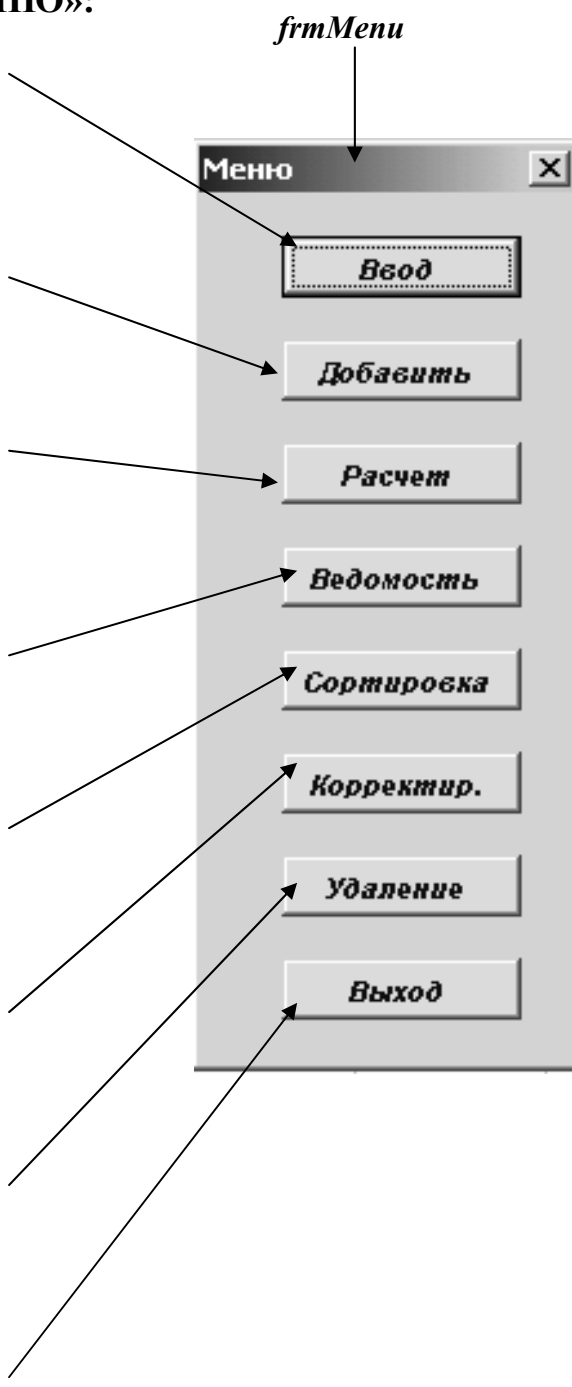 НЮ»:
frmMenu
Меню
Ввод
Добавить
Расчет
Ведомость
Сортировка
Корректир.
Удаление
Выход